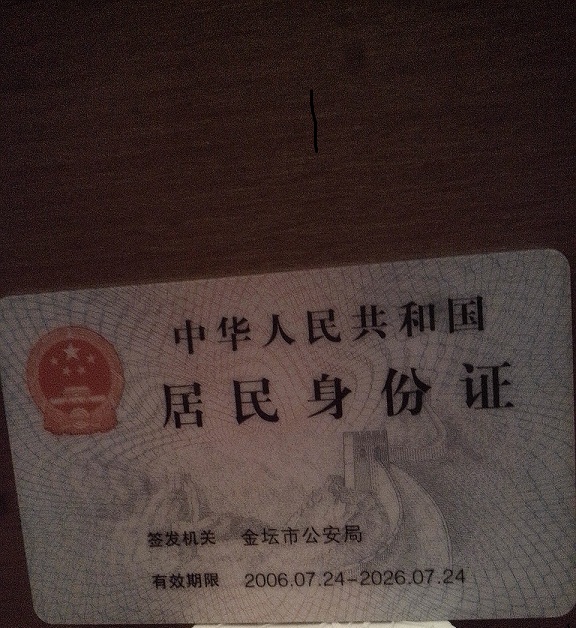 中华人民共和国
居民身份证
签发机关 金坛市公安局
有效期限 2006.07.24-2026.07.24